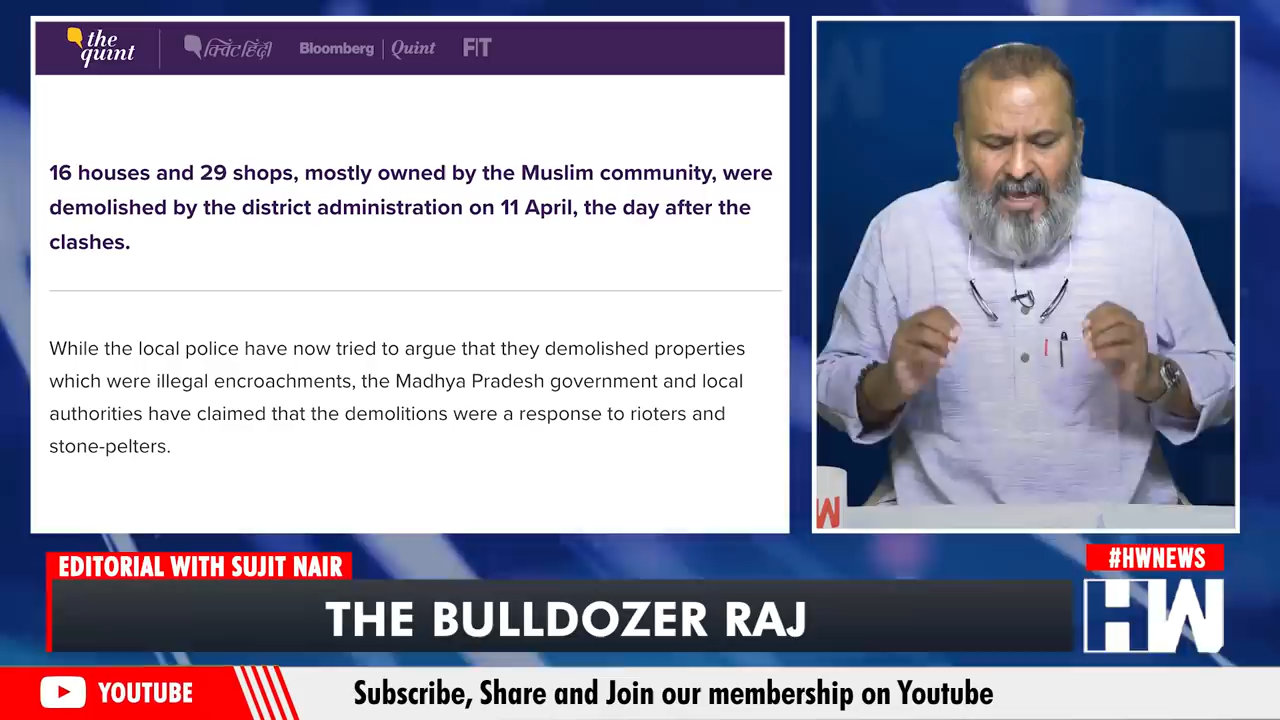 the quint
क्विंट हिंदी
Bloomberg | Quint
FIT
16 houses and 29 shops, mostly owned by the Muslim community, were
demolished by the district administration on 11 April, the day after the
clashes.
While the local police have now tried to argue that they demolished properties
which were illegal encroachments, the Madhya Pradesh government and local
authorities have claimed that the demolitions were a response to rioters and
stone-pelters.
W
EDITORIAL WITH SUJIT NAIR
THE BULLDOZER RAJ
#HWNEWS
HW
YOUTUBE
Subscribe, Share and Join our membership on Youtube